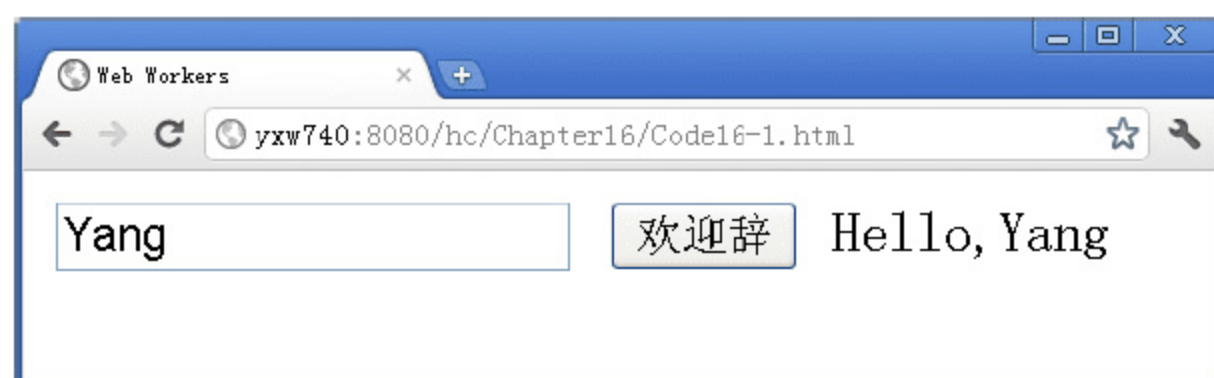 Web Workers
yxw740:8080/hc/Chapter16/Code16-1.html
Yang 欢迎辞 Hello,Yang